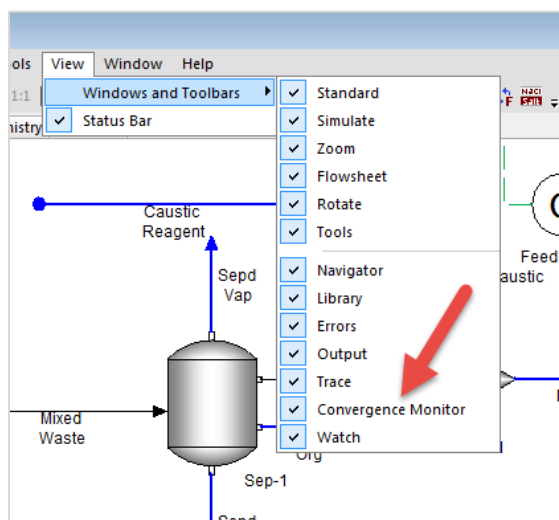 ols View Window Help
1:1 Windows and Toolbars
Status Bar
Standard
Simulate
Zoom
Flowsheet
Rotate
Tools
Navigator
Library
Errors
Output
Trace
Convergence Monitor
Watch
F NaCl
Salt
mistry
Caustic
Reagent
Sepd
Vap
Feed
austic
Mixed
Waste
Org
Sep-1
Sepd